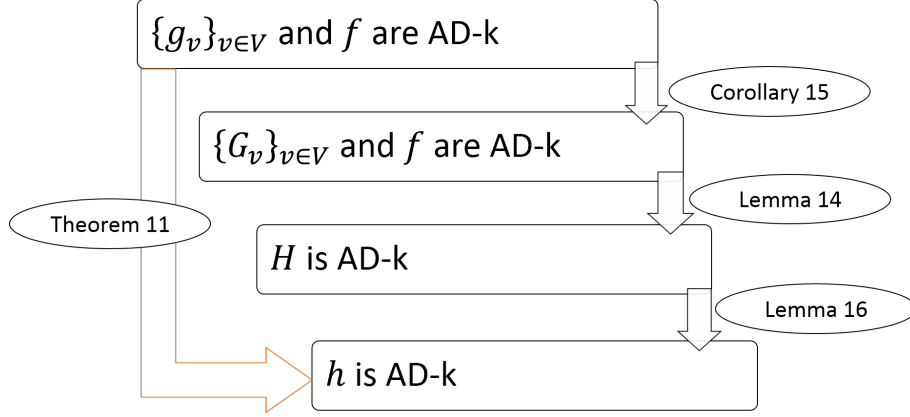 {g_v}_{v∈V} and f are AD-k
Corollary 15
{G_v}_{v∈V} and f are AD-k
Lemma 14
Theorem 11
H is AD-k
Lemma 16
h is AD-k